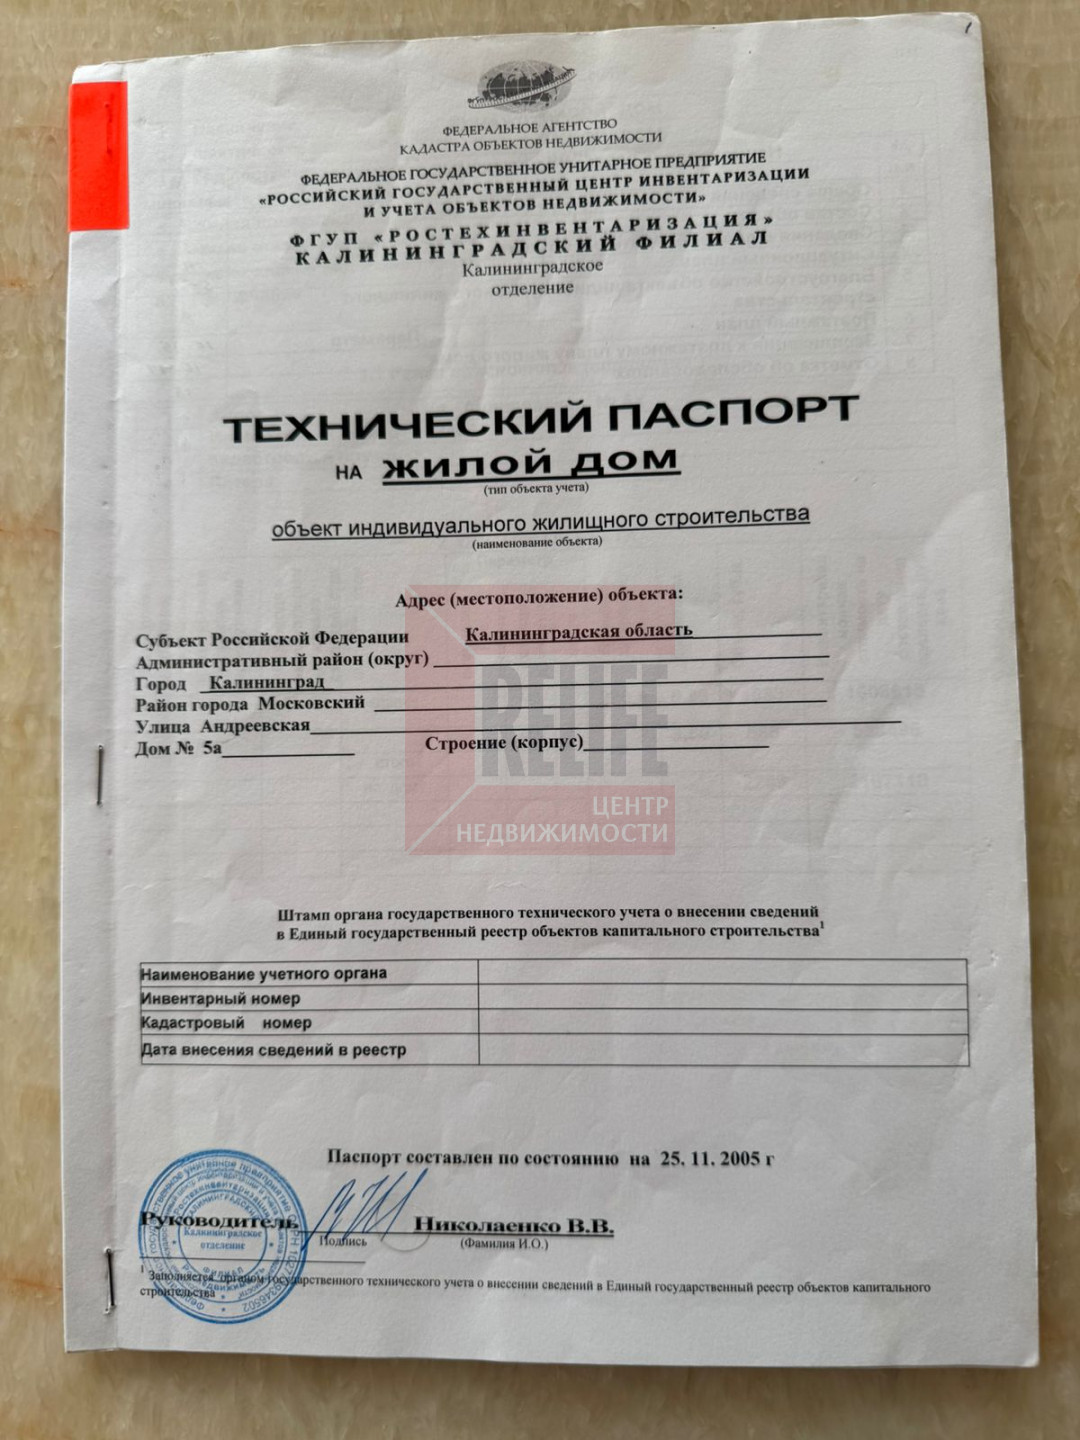 ФЕДЕРАЛЬНОЕ АГЕНТСТВО
КАДАСТРА ОБЪЕКТОВ НЕДВИЖИМОСТИ
ФЕДЕРАЛЬНОЕ ГОСУДАРСТВЕННОЕ УНИТАРНОЕ ПРЕДПРИЯТИЕ
«РОССИЙСКИЙ ГОСУДАРСТВЕННЫЙ ЦЕНТР ИНВЕНТАРИЗАЦИИ
И УЧЕТА ОБЪЕКТОВ НЕДВИЖИМОСТИ»
ФГУП «РОСТЕХИНВЕНТАРИЗАЦИЯ»
КАЛИНИНГРАДСКИЙ ФИЛИАЛ
Калининградское
отделение
ТЕХНИЧЕСКИЙ ПАСПОРТ
НА ЖИЛОЙ ДОМ
(тип объекта учета)
объект индивидуального жилищного строительства
(наименование объекта)
Адрес (местоположение) объекта:
Субъект Российской Федерации Калининградская область
Административный район (округ)
Город Калининград
Район города Московский
Улица Андреевская
Дом № 5а Строение (корпус)
RELIFE
ЦЕНТР
НЕДВИЖИМОСТИ
Штамп органа государственного технического учета о внесении сведений
в Единый государственный реестр объектов капитального строительства1
Наименование учетного органа
Инвентарный номер
Кадастровый номер
Дата внесения сведений в реестр
Паспорт составлен по состоянию на 25. 11. 2005 г
Руководитель Николаенко В.В.
Подпись (Фамилия И.О.)
Калининградское
отделение
1 Заполняется органом государственного технического учета о внесении сведений в Единый государственный реестр объектов капитального
строительства